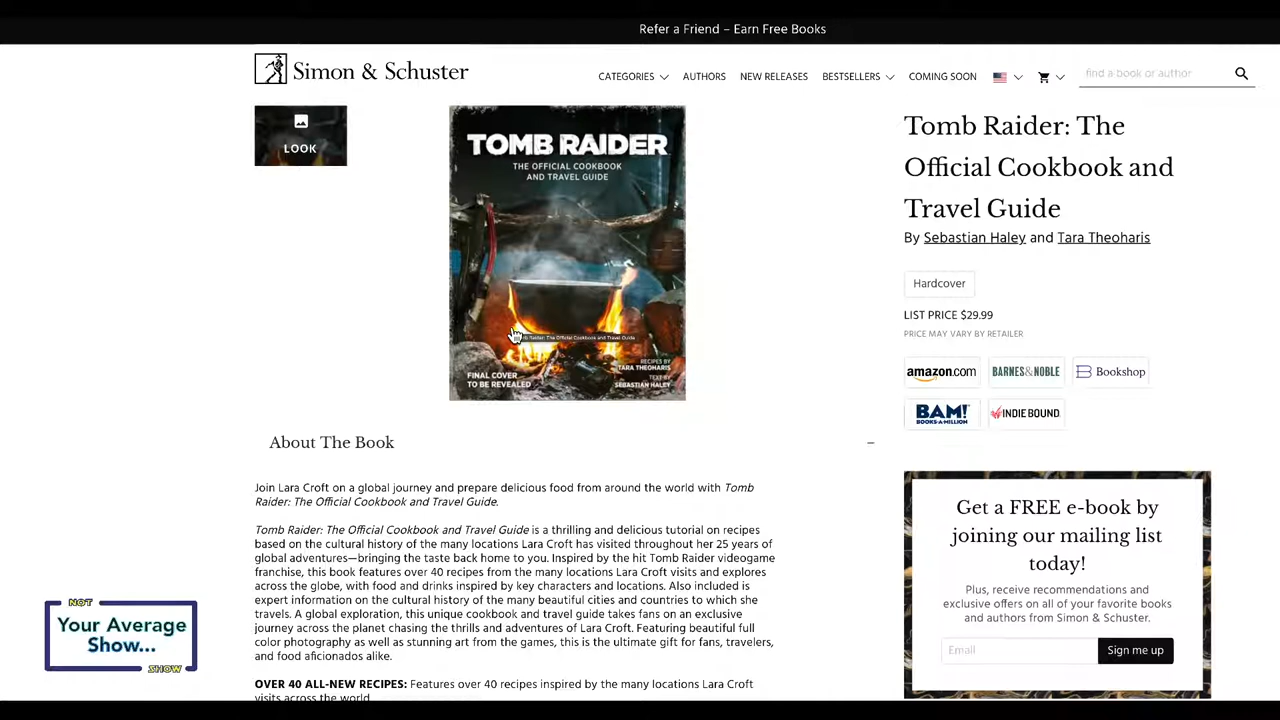 Refer a Friend – Earn Free Books
Simon & Schuster
CATEGORIES
AUTHORS
NEW RELEASES
BESTSELLERS
COMING SOON
find a book or author
LOOK
TOMB RAIDER
THE OFFICIAL COOKBOOK
AND TRAVEL GUIDE
Tomb Raider: The Official Cookbook and Travel Guide
RECIPES BY
TARA THEOHARIS
TEXT BY
SEBASTIAN HALEY
FINAL COVER
TO BE REVEALED
Tomb Raider: The
Official Cookbook and
Travel Guide
By Sebastian Haley and Tara Theoharis
Hardcover
LIST PRICE $29.99
PRICE MAY VARY BY RETAILER
amazon.com
BARNES&NOBLE
Bookshop
BAM!
BOOKS-A-MILLION
INDIE BOUND
About The Book
Join Lara Croft on a global journey and prepare delicious food from around the world with Tomb
Raider: The Official Cookbook and Travel Guide.
Tomb Raider: The Official Cookbook and Travel Guide is a thrilling and delicious tutorial on recipes
based on the cultural history of the many locations Lara Croft has visited throughout her 25 years of
global adventures—bringing the taste back home to you. Inspired by the hit Tomb Raider videogame
franchise, this book features over 40 recipes from the many locations Lara Croft visits and explores
across the globe, with food and drinks inspired by key characters and locations. Also included is
expert information on the cultural history of the many beautiful cities and countries to which she
travels. A global exploration, this unique cookbook and travel guide takes fans on an exclusive
journey across the planet chasing the thrills and adventures of Lara Croft. Featuring beautiful full
color photography as well as stunning art from the games, this is the ultimate gift for fans, travelers,
and food aficionados alike.
OVER 40 ALL-NEW RECIPES: Features over 40 recipes inspired by the many locations Lara Croft
visits across the world.
Get a FREE e-book by
joining our mailing list
today!
Plus, receive recommendations and
exclusive offers on all of your favorite books
and authors from Simon & Schuster.
Email
Sign me up
NOT
Your Average
Show...
SHOW